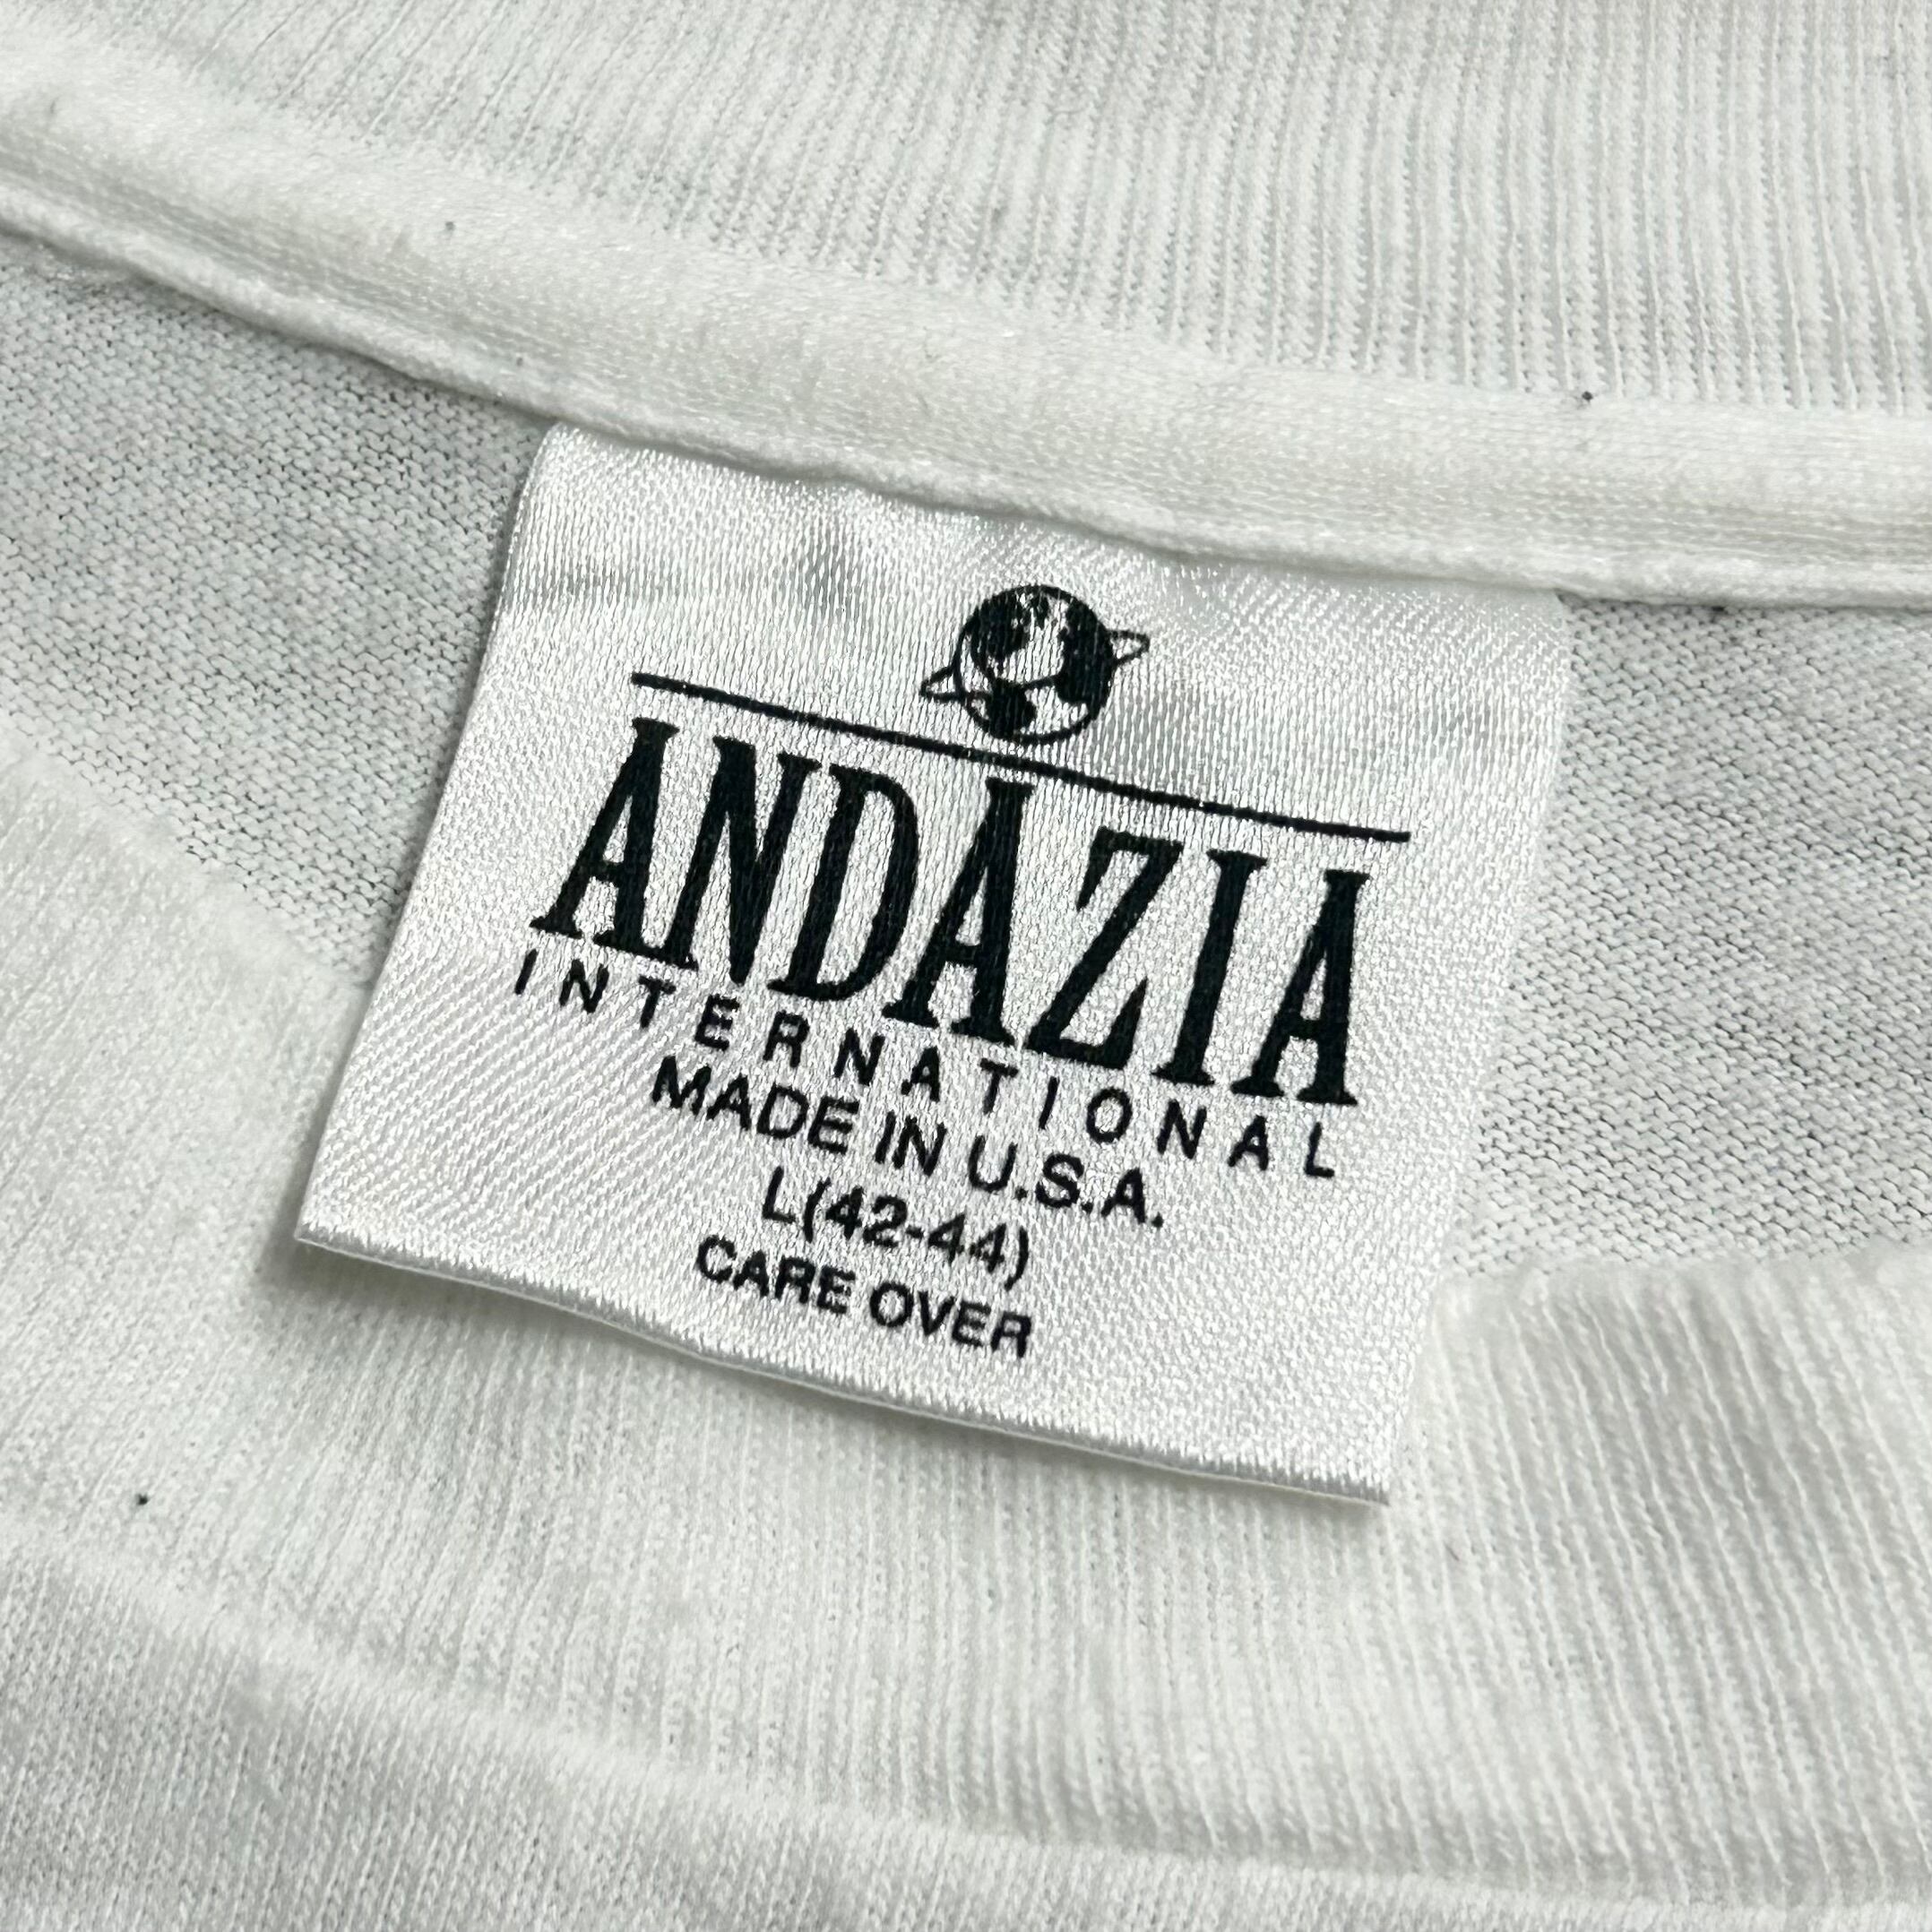 ANDAZIA
INTERNATIONAL
MADE IN U.S.A.
L(42-44)
CARE OVER